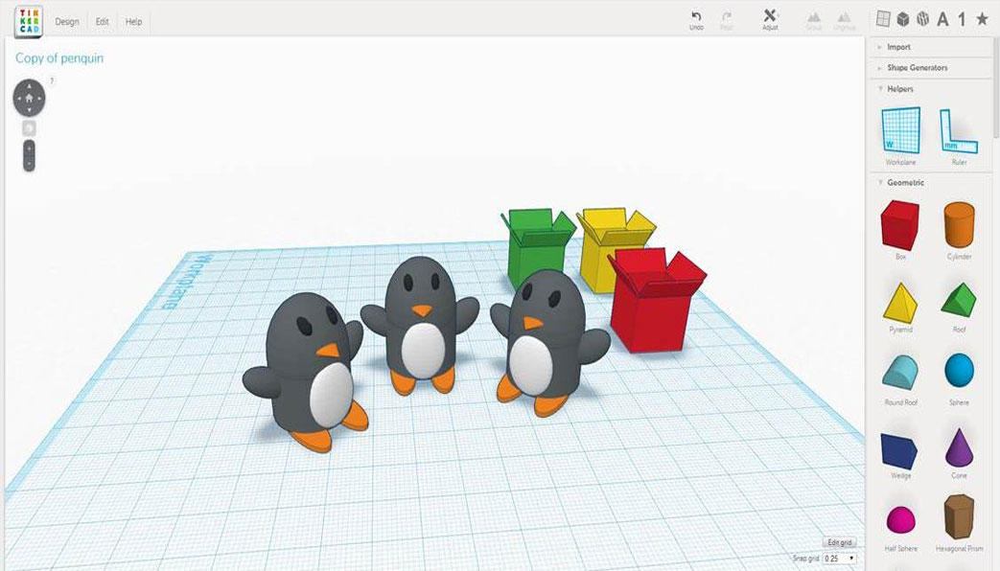 TIN
KER
CAD
Design
Edit
Help
Undo
Redo
Adjust
Group
Ungroup
A 1
Copy of penquin
?
Import
Shape Generators
Helpers
W
mm
Workplane
Ruler
Geometric
Box
Cylinder
Pyramid
Roof
Round Roof
Sphere
Wedge
Cone
Half Sphere
Hexagonal Prism
Workplane
Edit grid
Snap grid 0.25